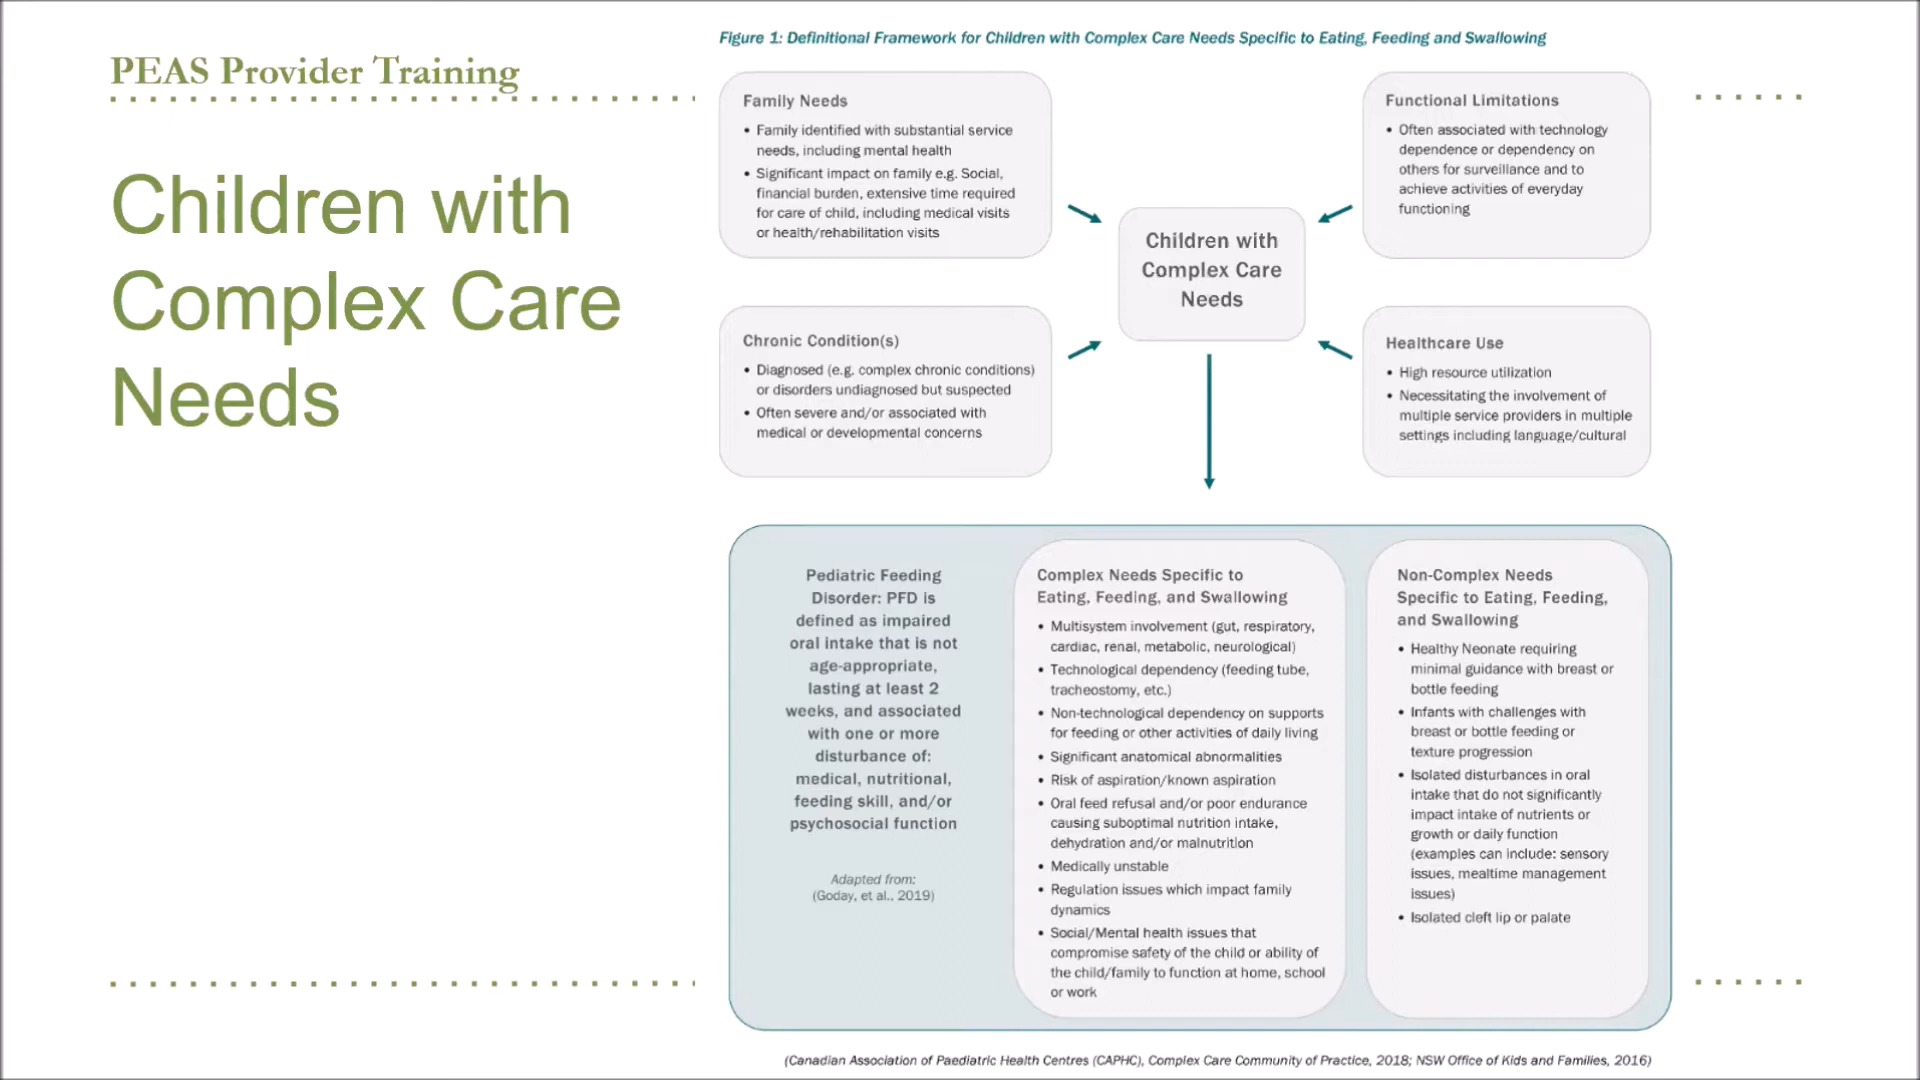 PEAS Provider Training
Children with
Complex Care
Needs
Figure 1: Definitional Framework for Children with Complex Care Needs Specific to Eating, Feeding and Swallowing
Family Needs
• Family identified with substantial service
needs, including mental health
• Significant impact on family e.g. Social,
financial burden, extensive time required
for care of child, including medical visits
or health/rehabilitation visits
Functional Limitations
• Often associated with technology
dependence or dependency on
others for surveillance and to
achieve activities of everyday
functioning
Children with
Complex Care
Needs
Chronic Condition(s)
• Diagnosed (e.g. complex chronic conditions)
or disorders undiagnosed but suspected
• Often severe and/or associated with
medical or developmental concerns
Healthcare Use
• High resource utilization
• Necessitating the involvement of
multiple service providers in multiple
settings including language/cultural
Pediatric Feeding
Disorder: PFD is
defined as impaired
oral intake that is not
age-appropriate,
lasting at least 2
weeks, and associated
with one or more
disturbance of:
medical, nutritional,
feeding skill, and/or
psychosocial function
Adapted from:
(Goday, et al., 2019)
Complex Needs Specific to
Eating, Feeding, and Swallowing
• Multisystem involvement (gut, respiratory,
cardiac, renal, metabolic, neurological)
• Technological dependency (feeding tube,
tracheostomy, etc.)
• Non-technological dependency on supports
for feeding or other activities of daily living
• Significant anatomical abnormalities
• Risk of aspiration/known aspiration
• Oral feed refusal and/or poor endurance
causing suboptimal nutrition intake,
dehydration and/or malnutrition
• Medically unstable
• Regulation issues which impact family
dynamics
• Social/Mental health issues that
compromise safety of the child or ability of
the child/family to function at home, school
or work
Non-Complex Needs
Specific to Eating, Feeding,
and Swallowing
• Healthy Neonate requiring
minimal guidance with breast or
bottle feeding
• Infants with challenges with
breast or bottle feeding or
texture progression
• Isolated disturbances in oral
intake that do not significantly
impact intake of nutrients or
growth or daily function
(examples can include: sensory
issues, mealtime management
issues)
• Isolated cleft lip or palate
(Canadian Association of Paediatric Health Centres (CAPHC), Complex Care Community of Practice, 2018; NSW Office of Kids and Families, 2016)